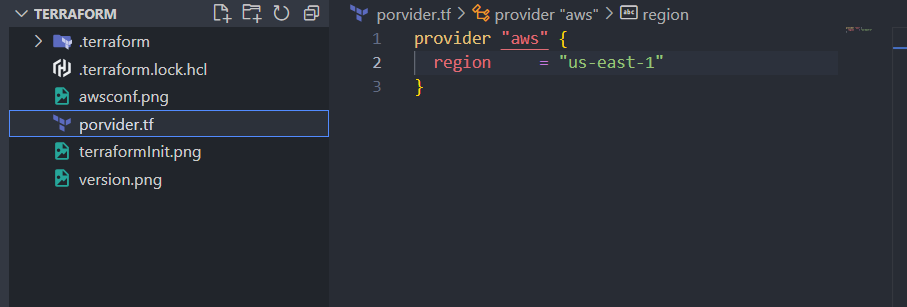 TERRAFORM
.terraform
.terraform.lock.hcl
awsconf.png
porvider.tf
terraformInit.png
version.png
porvider.tf > provider "aws" > abc region
1 provider "aws" {
2   region     = "us-east-1"
3 }